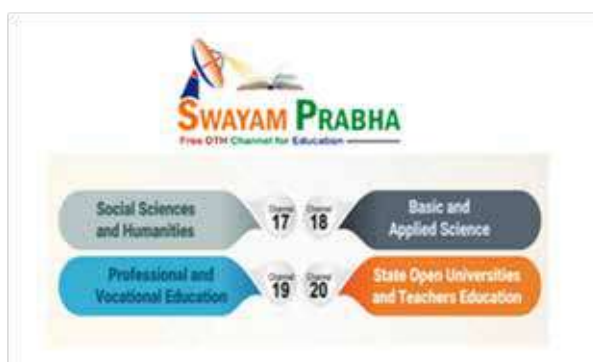 SWAYAM PRABHA
Free DTH Channel for Education
Social Sciences
and Humanities
Channel
17
Channel
18
Basic and
Applied Science
Professional and
Vocational Education
Channel
19
Channel
20
State Open Universities
and Teachers Education